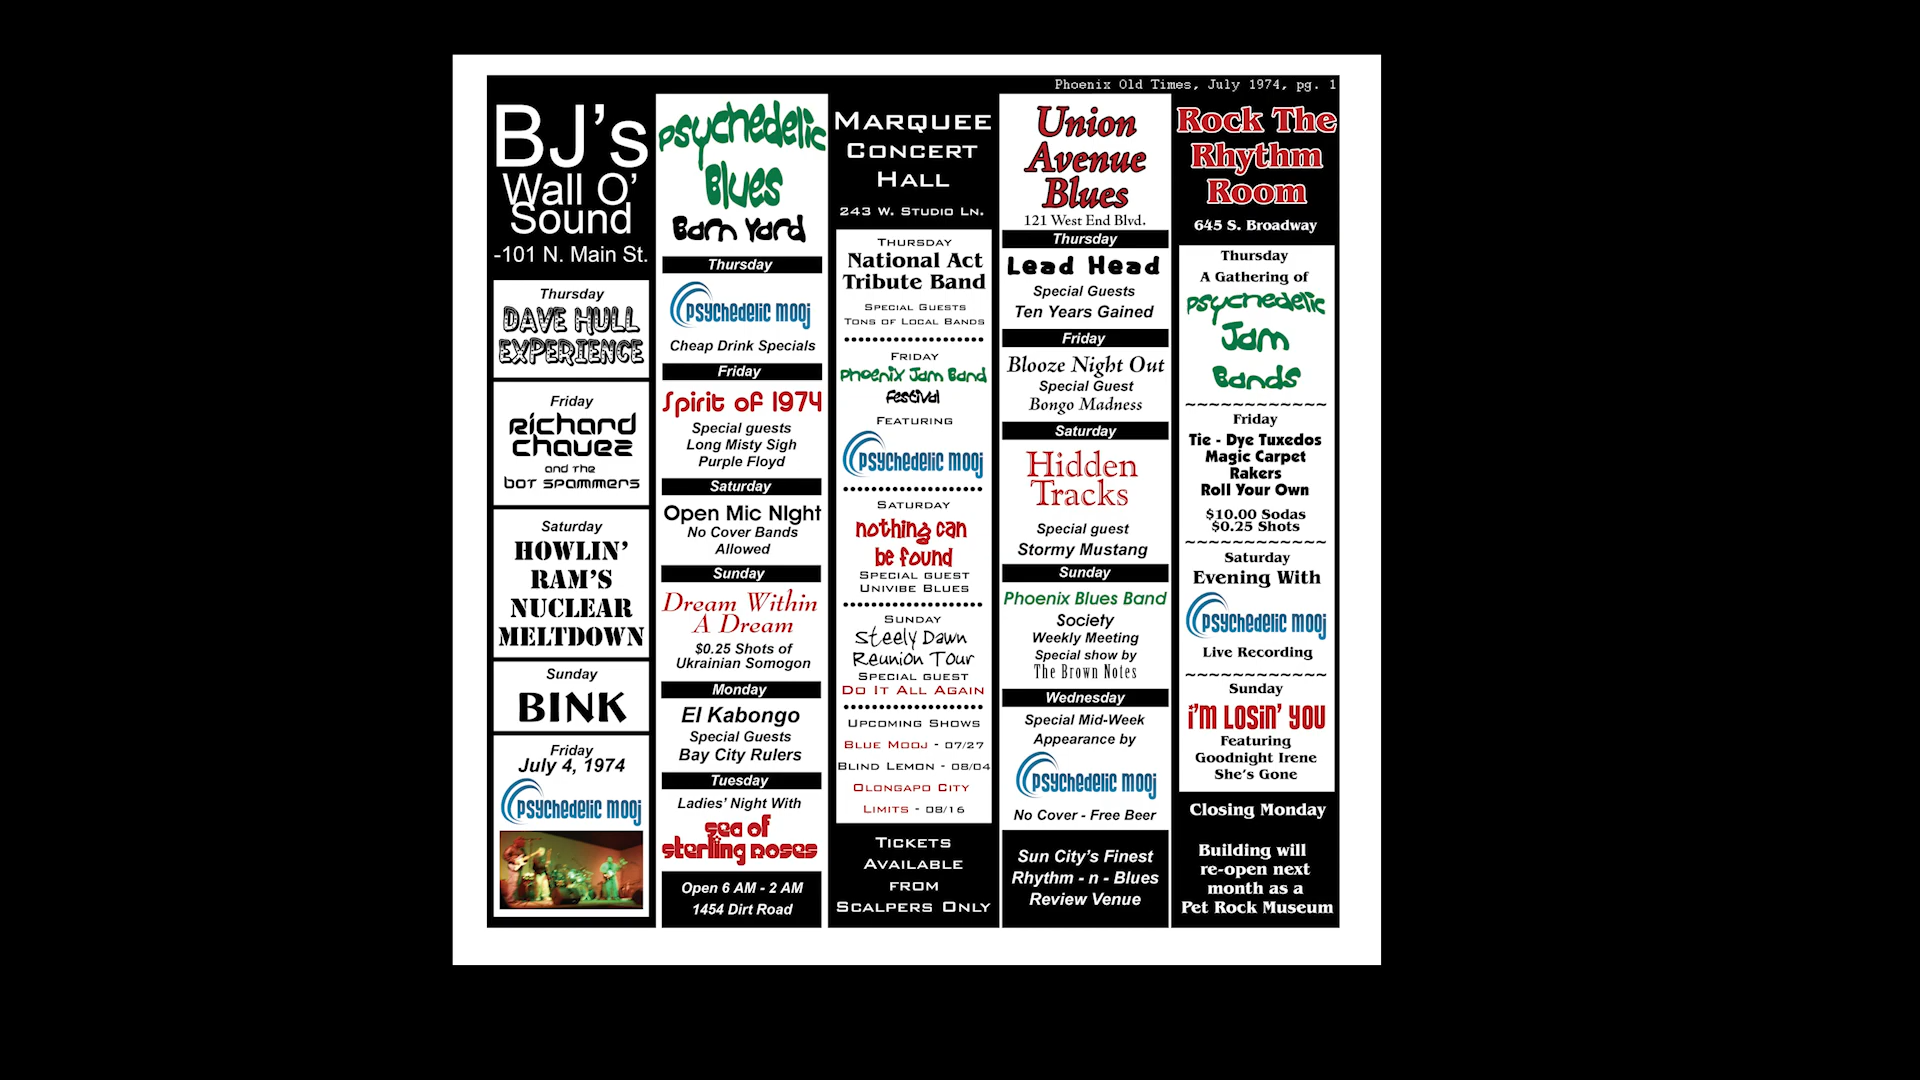 Phoenix Old Times, July 1974, pg. 1
BJ's
Wall O'
Sound
-101 N. Main St.
Thursday
DAVE HULL
EXPERIENCE
Friday
Richard
Chavez
and the
Bot Spammers
Saturday
HOWLIN'
RAM'S
NUCLEAR
MELTDOWN
Sunday
BINK
Friday
July 4, 1974
Psychedelic Mooj
Psychedelic
Blues
Barn Yard
Thursday
Psychedelic Mooj
Cheap Drink Specials
Friday
Spirit of 1974
Special guests
Long Misty Sigh
Purple Floyd
Saturday
Open Mic NIght
No Cover Bands
Allowed
Sunday
Dream Within
A Dream
$0.25 Shots of
Ukrainian Somogon
Monday
El Kabongo
Special Guests
Bay City Rulers
Tuesday
Ladies' Night With
Sea of
Sterling Roses
Open 6 AM - 2 AM
1454 Dirt Road
Marquee
Concert
Hall
243 W. Studio Ln.
Thursday
National Act
Tribute Band
Special Guests
Tons of Local Bands
Friday
Phoenix Jam Band
Festival
Featuring
Psychedelic Mooj
Saturday
nothing can
be found
Special guest
Univibe Blues
Sunday
Steely Dawn
Reunion Tour
Special guest
Do It All Again
Upcoming Shows
Blue Mooj - 07/27
Blind Lemon - 08/04
Olongapo City
Limits - 08/16
Tickets
Available
from
Scalpers Only
Union
Avenue
Blues
121 West End Blvd.
Thursday
Lead Head
Special Guests
Ten Years Gained
Friday
Blooze Night Out
Special Guest
Bongo Madness
Saturday
Hidden
Tracks
Special guest
Stormy Mustang
Sunday
Phoenix Blues Band
Society
Weekly Meeting
Special show by
The Brown Notes
Wednesday
Special Mid-Week
Appearance by
Psychedelic Mooj
No Cover - Free Beer
Sun City's Finest
Rhythm - n - Blues
Review Venue
Rock The
Rhythm
Room
645 S. Broadway
Thursday
A Gathering of
Psychedelic
Jam
Bands
Friday
Tie - Dye Tuxedos
Magic Carpet
Rakers
Roll Your Own
$10.00 Sodas
$0.25 Shots
Saturday
Evening With
Psychedelic Mooj
Live Recording
Sunday
I'm Losin' You
Featuring
Goodnight Irene
She's Gone
Closing Monday
Building will
re-open next
month as a
Pet Rock Museum